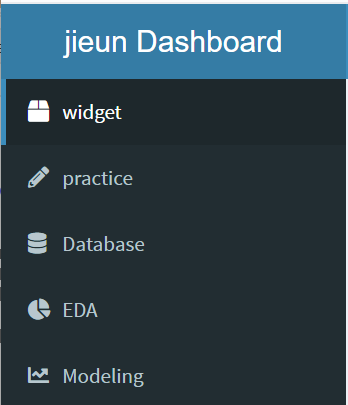 jieun Dashboard
widget
practice
Database
EDA
Modeling